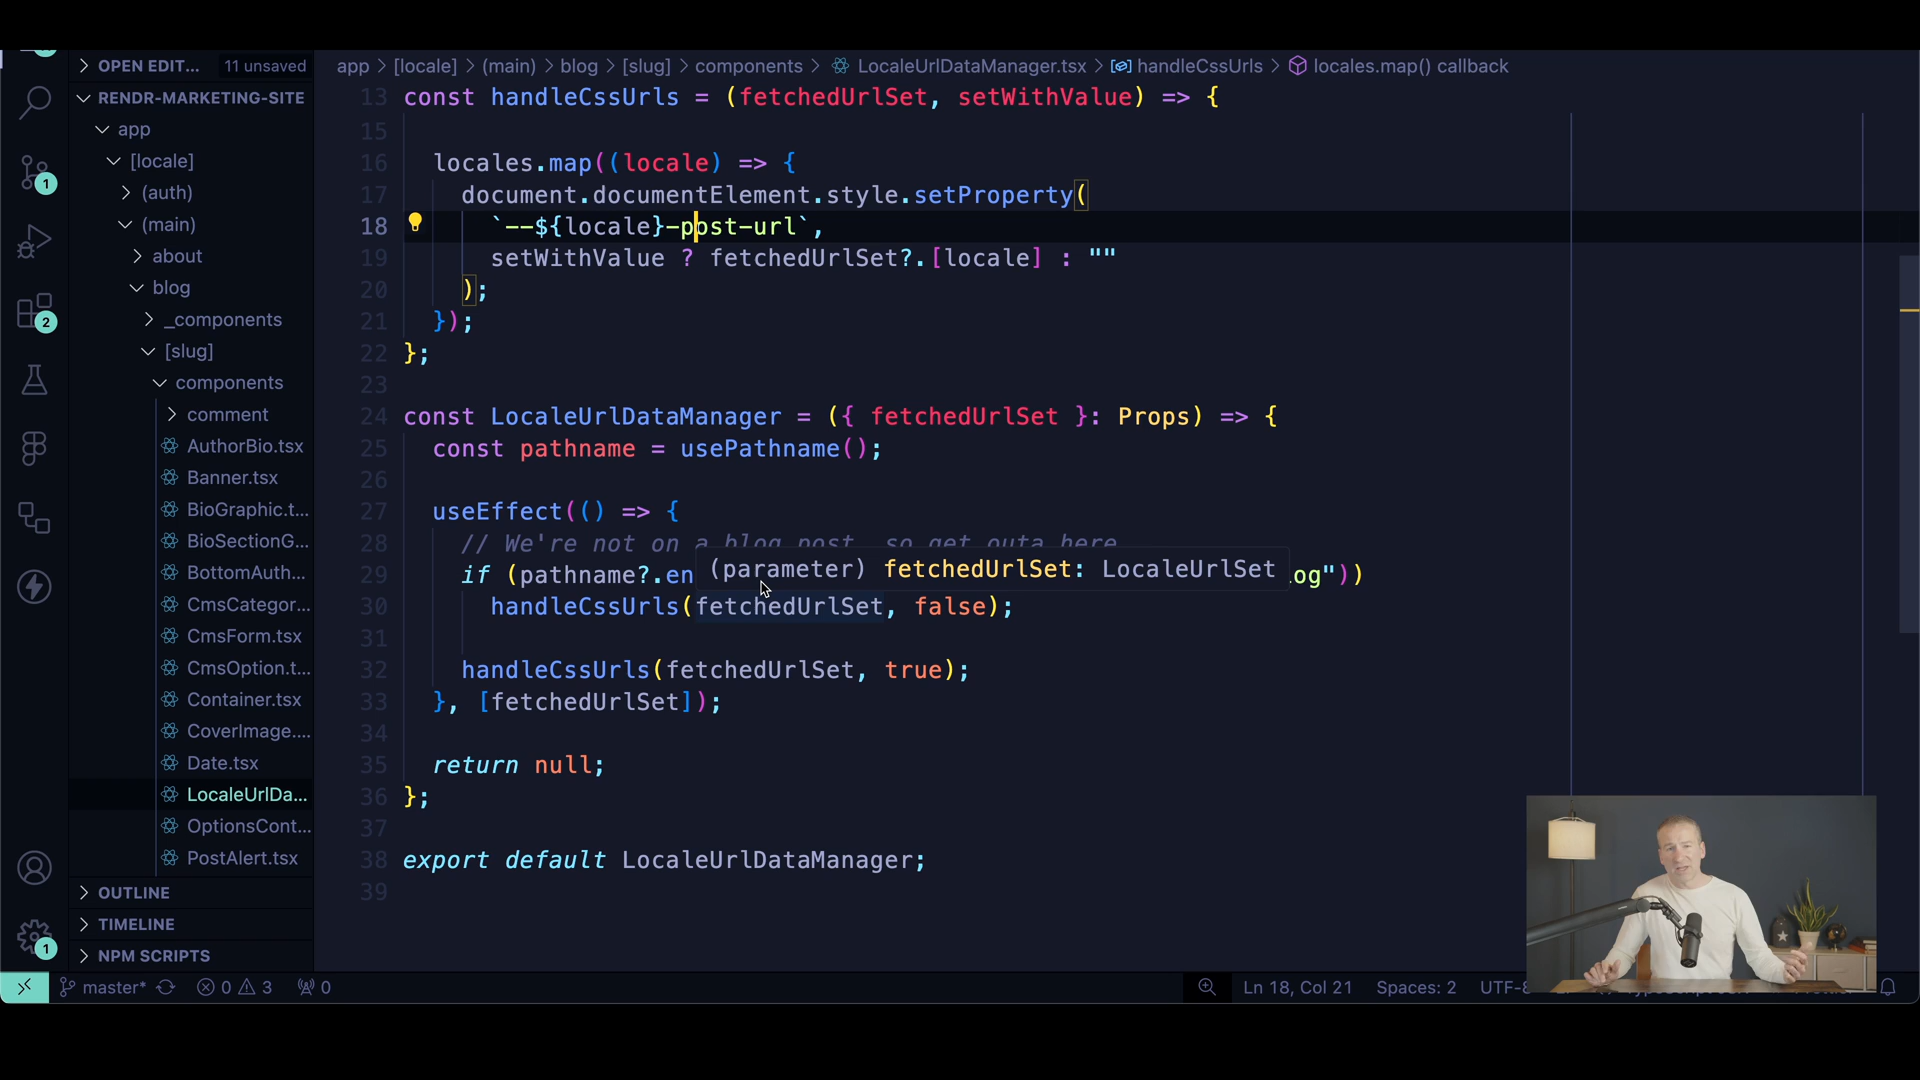 OPEN EDIT... 11 unsaved
RENDR-MARKETING-SITE
app
[locale]
(auth)
(main)
about
blog
_components
[slug]
components
comment
AuthorBio.tsx
Banner.tsx
BioGraphic.t...
BioSectionG...
BottomAuth...
CmsCategor...
CmsForm.tsx
CmsOption.t...
Container.tsx
CoverImage....
Date.tsx
LocaleUrlDa...
OptionsCont...
PostAlert.tsx
OUTLINE
TIMELINE
NPM SCRIPTS
1
2
1
app > [locale] > (main) > blog > [slug] > components > LocaleUrlDataManager.tsx > handleCssUrls > locales.map() callback
13 const handleCssUrls = (fetchedUrlSet, setWithValue) => {
15
16 locales.map((locale) => {
17 document.documentElement.style.setProperty(
18 `--${locale}-post-url`,
19 setWithValue ? fetchedUrlSet?.[locale] : ""
20 );
21 });
22 };
23
24 const LocaleUrlDataManager = ({ fetchedUrlSet }: Props) => {
25 const pathname = usePathname();
26
27 useEffect(() => {
28 // We're not on a blog post, so get outa here
29 if (pathname?.en
(parameter) fetchedUrlSet: LocaleUrlSet
og"))
30 handleCssUrls(fetchedUrlSet, false);
31
32 handleCssUrls(fetchedUrlSet, true);
33 }, [fetchedUrlSet]);
34
35 return null;
36 };
37
38 export default LocaleUrlDataManager;
39
master* 0 3 0 Ln 18, Col 21 Spaces: 2 UTF-8